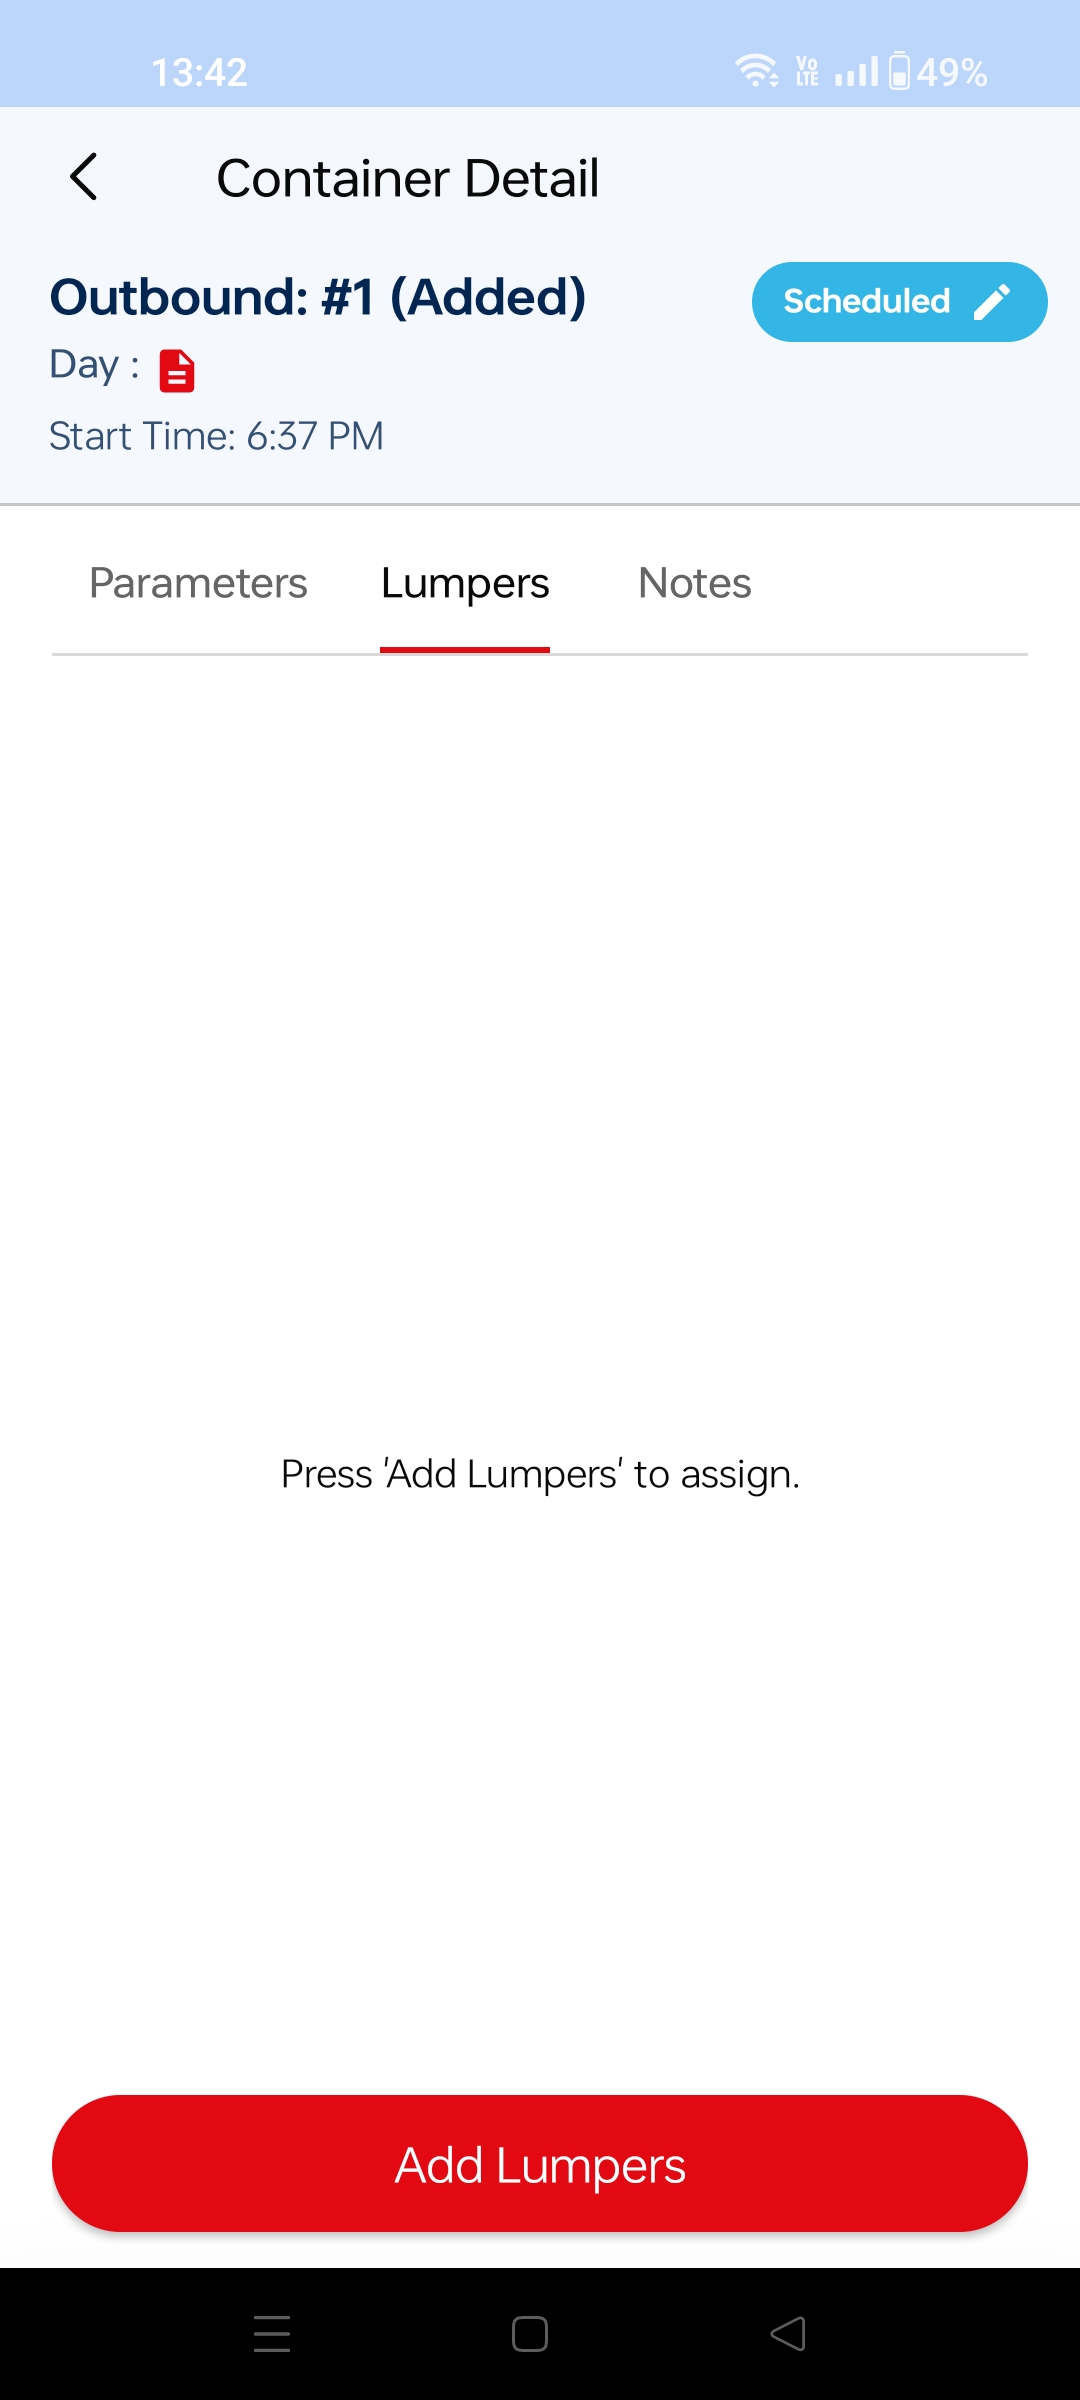 13:42
Vo LTE
49%
Container Detail
Outbound: #1 (Added)
Scheduled
Day :
Start Time: 6:37 PM
Parameters
Lumpers
Notes
Press 'Add Lumpers' to assign.
Add Lumpers